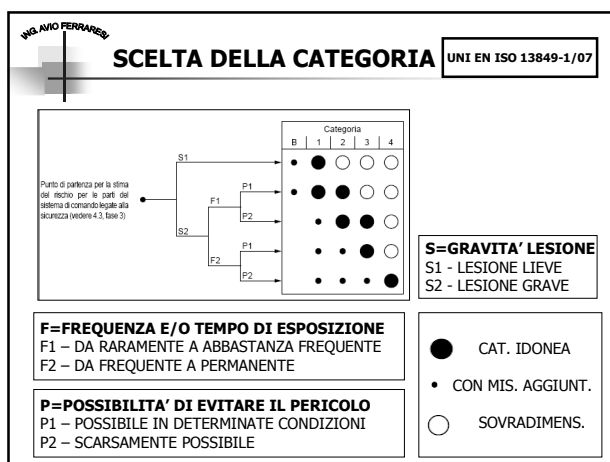 ING. AVIO FERRARESI
SCELTA DELLA CATEGORIA
UNI EN ISO 13849-1/07
Categoria
B 1 2 3 4
S1
Punto di partenza per la stima
del rischio per le parti del
sistema di comando legate alla
sicurezza (vedere 4.3, fase 3)
P1
F1
P2
S2
P1
F2
P2
S=GRAVITA’ LESIONE
S1 - LESIONE LIEVE
S2 - LESIONE GRAVE
F=FREQUENZA E/O TEMPO DI ESPOSIZIONE
F1 – DA RARAMENTE A ABBASTANZA FREQUENTE
F2 – DA FREQUENTE A PERMANENTE
P=POSSIBILITA’ DI EVITARE IL PERICOLO
P1 – POSSIBILE IN DETERMINATE CONDIZIONI
P2 – SCARSAMENTE POSSIBILE
CAT. IDONEA
CON MIS. AGGIUNT.
SOVRADIMENS.